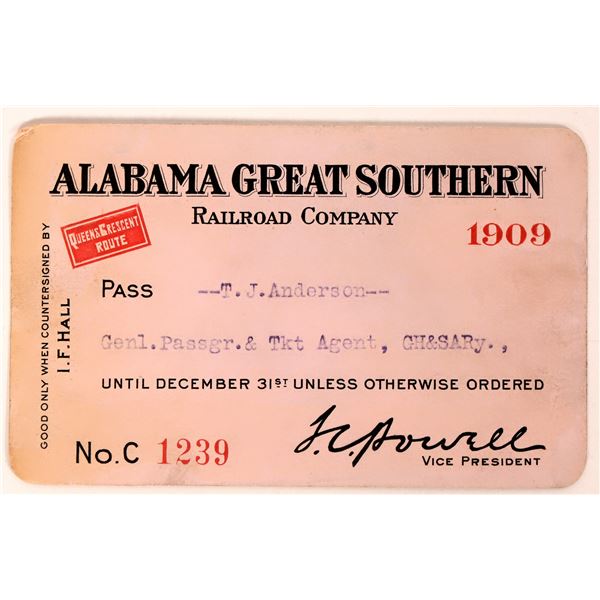 ALABAMA GREAT SOUTHERN
RAILROAD COMPANY
QUEEN & CRESCENT
ROUTE
1909
PASS --T.J.Anderson--
Genl.Passgr.& Tkt Agent, GH&SARy.,
UNTIL DECEMBER 31ST UNLESS OTHERWISE ORDERED
No. C 1239
VICE PRESIDENT
GOOD ONLY WHEN COUNTERSIGNED BY
I.F. HALL